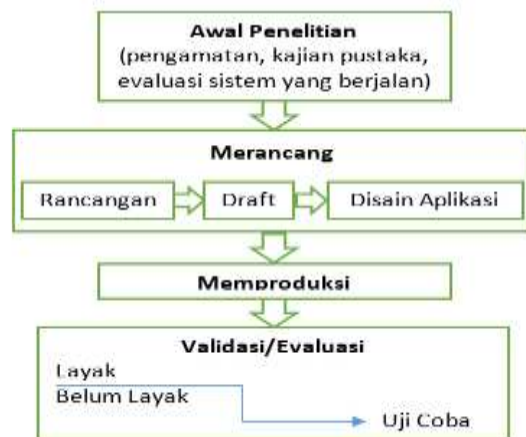 Awal Penelitian
(pengamatan, kajian pustaka,
evaluasi sistem yang berjalan)
Merancang
Rancangan
Draft
Disain Aplikasi
Memproduksi
Validasi/Evaluasi
Layak
Belum Layak
Uji Coba